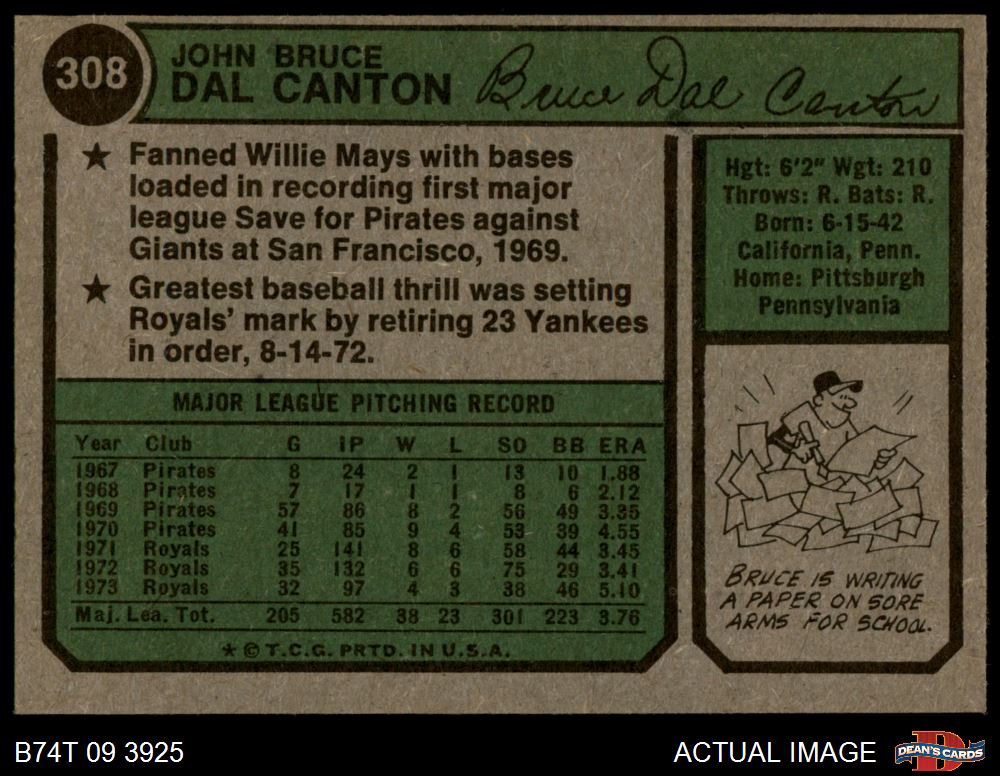 308
JOHN BRUCE
DAL CANTON
Bruce Dal Canton
★ Fanned Willie Mays with bases
loaded in recording first major
league Save for Pirates against
Giants at San Francisco, 1969.
★ Greatest baseball thrill was setting
Royals' mark by retiring 23 Yankees
in order, 8-14-72.
Hgt: 6'2" Wgt: 210
Throws: R. Bats: R.
Born: 6-15-42
California, Penn.
Home: Pittsburgh
Pennsylvania
MAJOR LEAGUE PITCHING RECORD
Year Club G IP W L SO BB ERA
1967 Pirates 8 24 2 1 13 10 1.88
1968 Pirates 7 17 1 1 8 6 2.12
1969 Pirates 57 86 8 2 56 49 3.35
1970 Pirates 41 85 9 4 53 39 4.55
1971 Royals 25 141 8 6 58 44 3.45
1972 Royals 35 132 6 6 75 29 3.41
1973 Royals 32 97 4 3 38 46 5.10
Maj. Lea. Tot. 205 582 38 23 301 223 3.76
★ © T.C.G. PRTD. IN U.S.A.
BRUCE IS WRITING
A PAPER ON SORE
ARMS FOR SCHOOL.
B74T 09 3925
ACTUAL IMAGE
DEAN'S CARDS